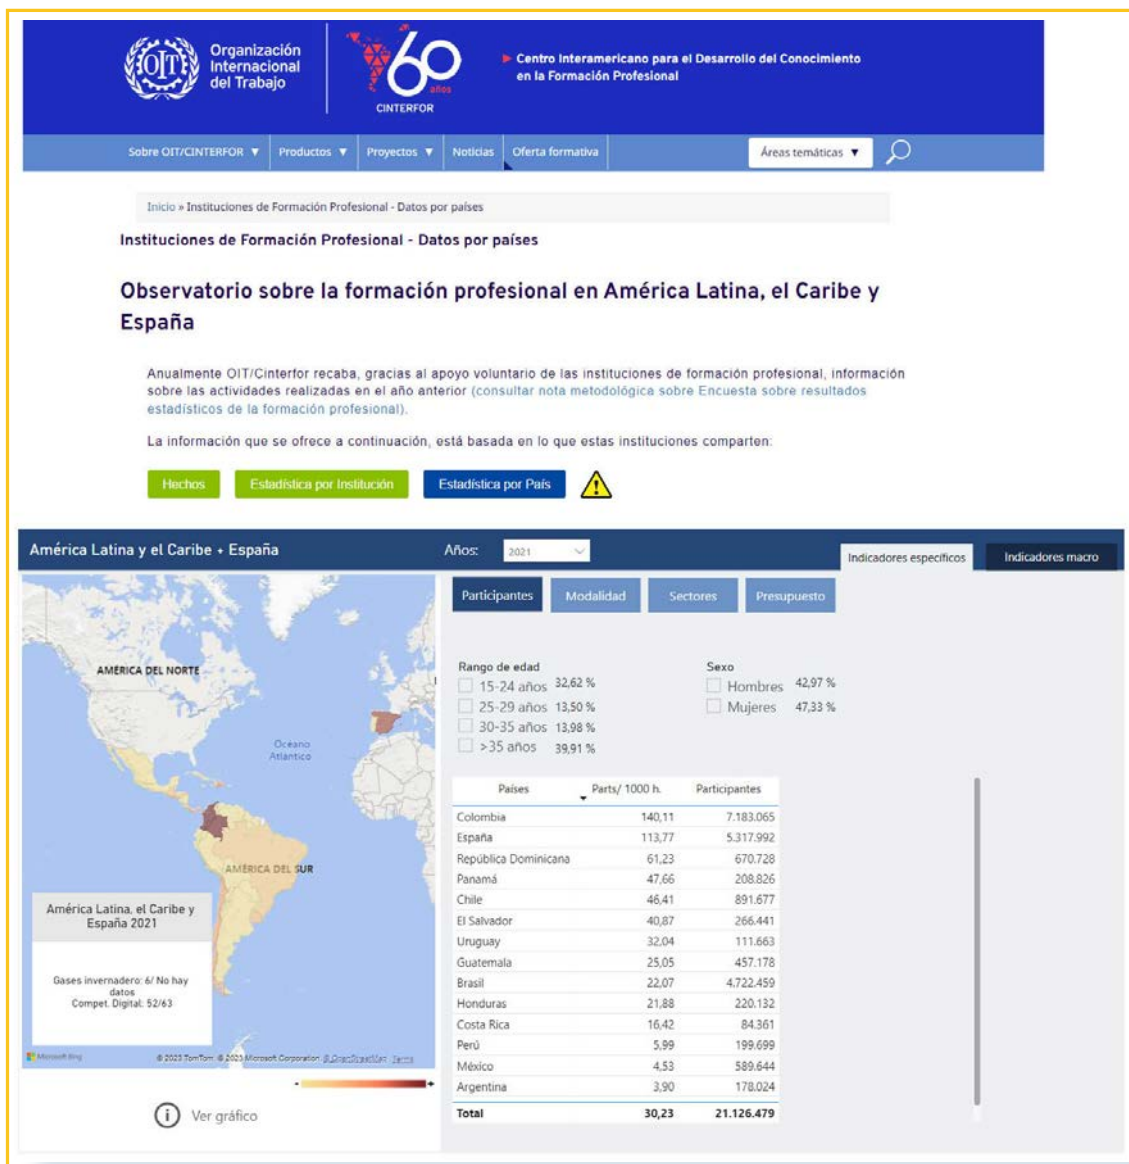 Organización
Internacional
del Trabajo
OIT
60
años
CINTERFOR
Centro Interamericano para el Desarrollo del Conocimiento
en la Formación Profesional
Sobre OIT/CINTERFOR ▼
Productos ▼
Proyectos ▼
Noticias
Oferta formativa
Áreas temáticas ▼
Inicio » Instituciones de Formación Profesional - Datos por países
Instituciones de Formación Profesional - Datos por países
Observatorio sobre la formación profesional en América Latina, el Caribe y
España
Anualmente OIT/Cinterfor recaba, gracias al apoyo voluntario de las instituciones de formación profesional, información
sobre las actividades realizadas en el año anterior (consultar nota metodológica sobre Encuesta sobre resultados
estadísticos de la formación profesional).
La información que se ofrece a continuación, está basada en lo que estas instituciones comparten:
Hechos
Estadística por Institución
Estadística por País
América Latina y el Caribe + España
Años: 2021
Indicadores específicos
Indicadores macro
Participantes
Modalidad
Sectores
Presupuesto
AMÉRICA DEL NORTE
Oceano
Atlantico
AMÉRICA DEL SUR
América Latina, el Caribe y
España 2021
Gases invernadero: 6/ No hay
datos
Compet. Digital: 52/63
Microsoft Bing
© 2023 TomTom, © 2023 Microsoft Corporation, © OpenStreetMap Terms
- +
Ver gráfico
Rango de edad
15-24 años 32,62 %
25-29 años 13,50 %
30-35 años 13,98 %
>35 años 39,91 %
Sexo
Hombres 42,97 %
Mujeres 47,33 %
Países Parts/ 1000 h. Participantes
Colombia 140,11 7.183.065
España 113,77 5.317.992
República Dominicana 61,23 670.728
Panamá 47,66 208.826
Chile 46,41 891.677
El Salvador 40,87 266.441
Uruguay 32,04 111.663
Guatemala 25,05 457.178
Brasil 22,07 4.722.459
Honduras 21,88 220.132
Costa Rica 16,42 84.361
Perú 5,99 199.699
México 4,53 589.644
Argentina 3,90 178.024
Total 30,23 21.126.479